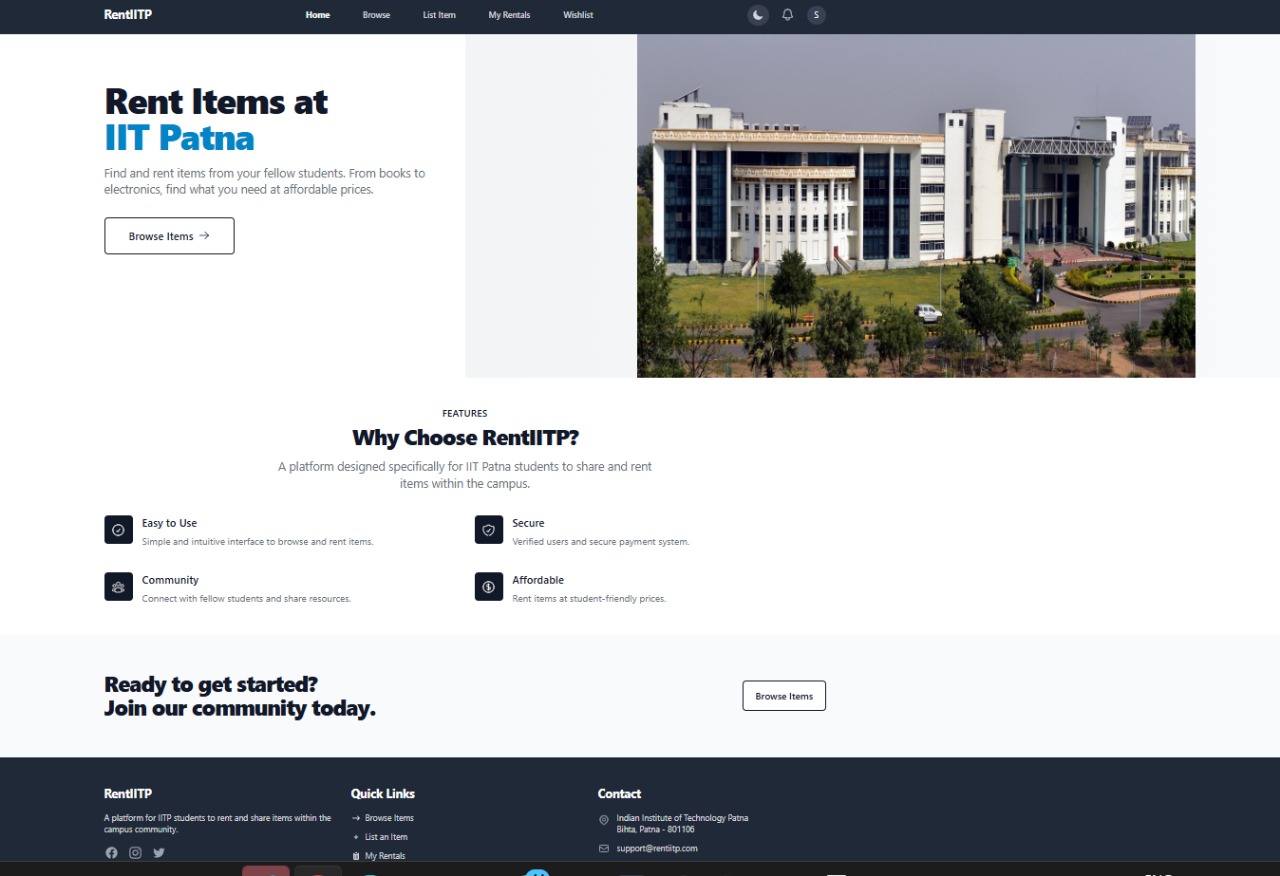 RentIITP
Home Browse List Item My Rentals Wishlist S
Rent Items at
IIT Patna
Find and rent items from your fellow students. From books to
electronics, find what you need at affordable prices.
Browse Items →
FEATURES
Why Choose RentIITP?
A platform designed specifically for IIT Patna students to share and rent
items within the campus.
Easy to Use
Simple and intuitive interface to browse and rent items.
Secure
Verified users and secure payment system.
Community
Connect with fellow students and share resources.
Affordable
Rent items at student-friendly prices.
Ready to get started?
Join our community today.
Browse Items
RentIITP
A platform for IITP students to rent and share items within the
campus community.
Quick Links
→ Browse Items
+ List an Item
My Rentals
Contact
Indian Institute of Technology Patna
Bihta, Patna - 801106
support@rentiitp.com